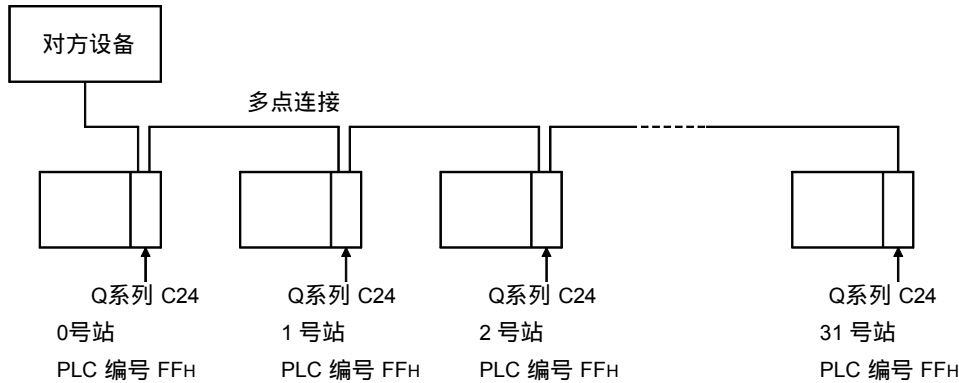 对方设备
多点连接
Q系列 C24
0号站
PLC 编号 FFH
Q系列 C24
1 号站
PLC 编号 FFH
Q系列 C24
2 号站
PLC 编号 FFH
Q系列 C24
31 号站
PLC 编号 FFH